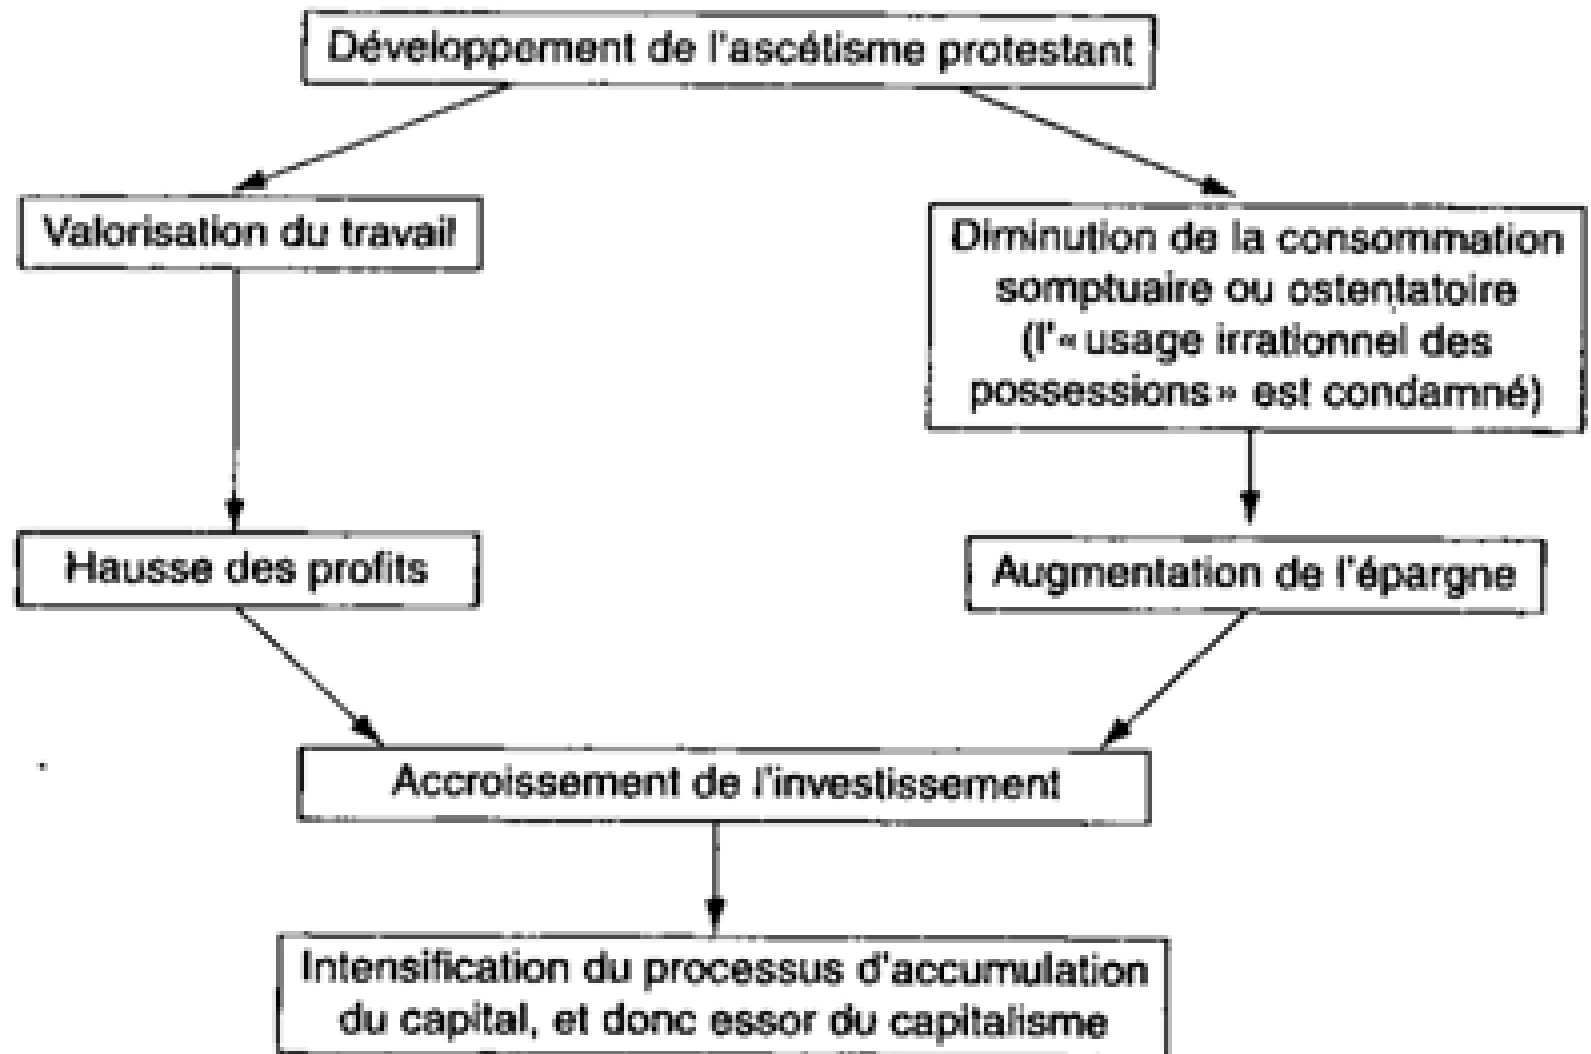 Développement de l'ascétisme protestant
Valorisation du travail
Diminution de la consommation
somptuaire ou ostentatoire
(l'« usage irrationnel des
possessions » est condamné)
Hausse des profits
Augmentation de l'épargne
Accroissement de l'investissement
Intensification du processus d'accumulation
du capital, et donc essor du capitalisme